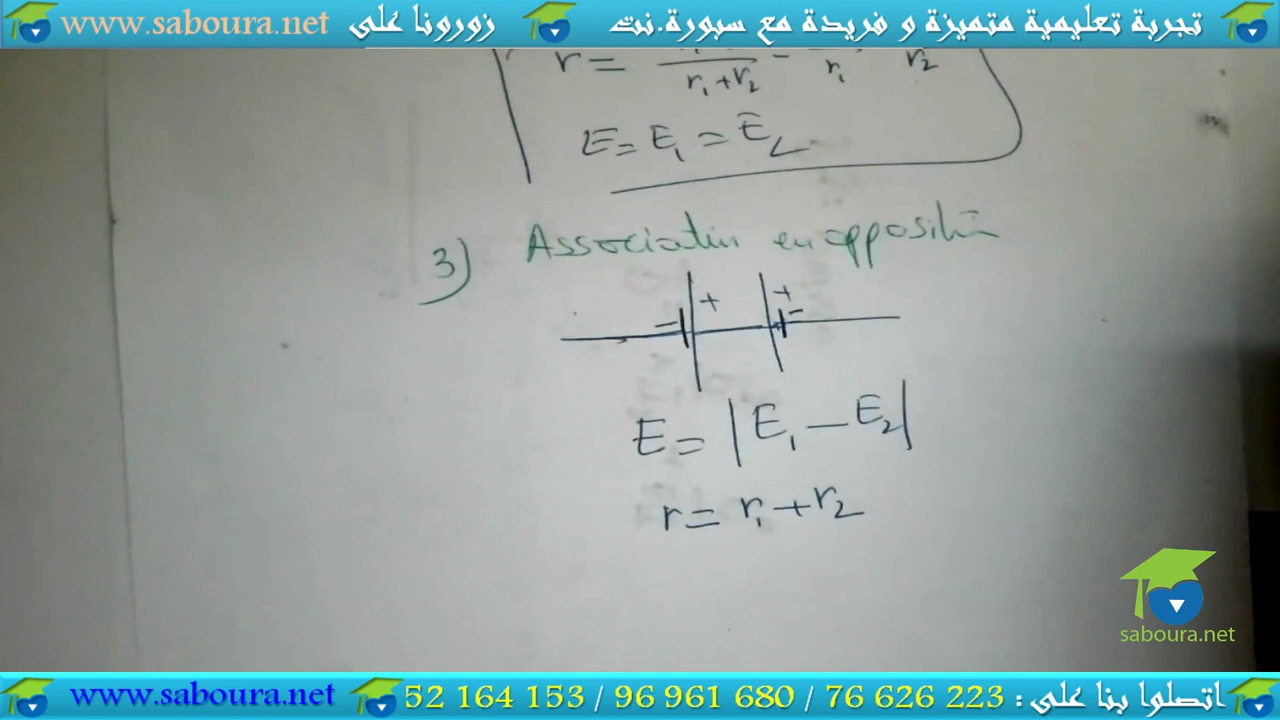 www.saboura.net زورونا على تجربة تعليمية متميزة و فريدة مع سبورة.نت
r = r₁+r₂ r₁ r₂
E = E₁ = E₂
3) Association en opposition
- + + -
E = |E₁ - E₂|
r = r₁ + r₂
saboura.net
www.saboura.net 52 164 153 / 96 961 680 / 76 626 223 : اتصلوا بنا على